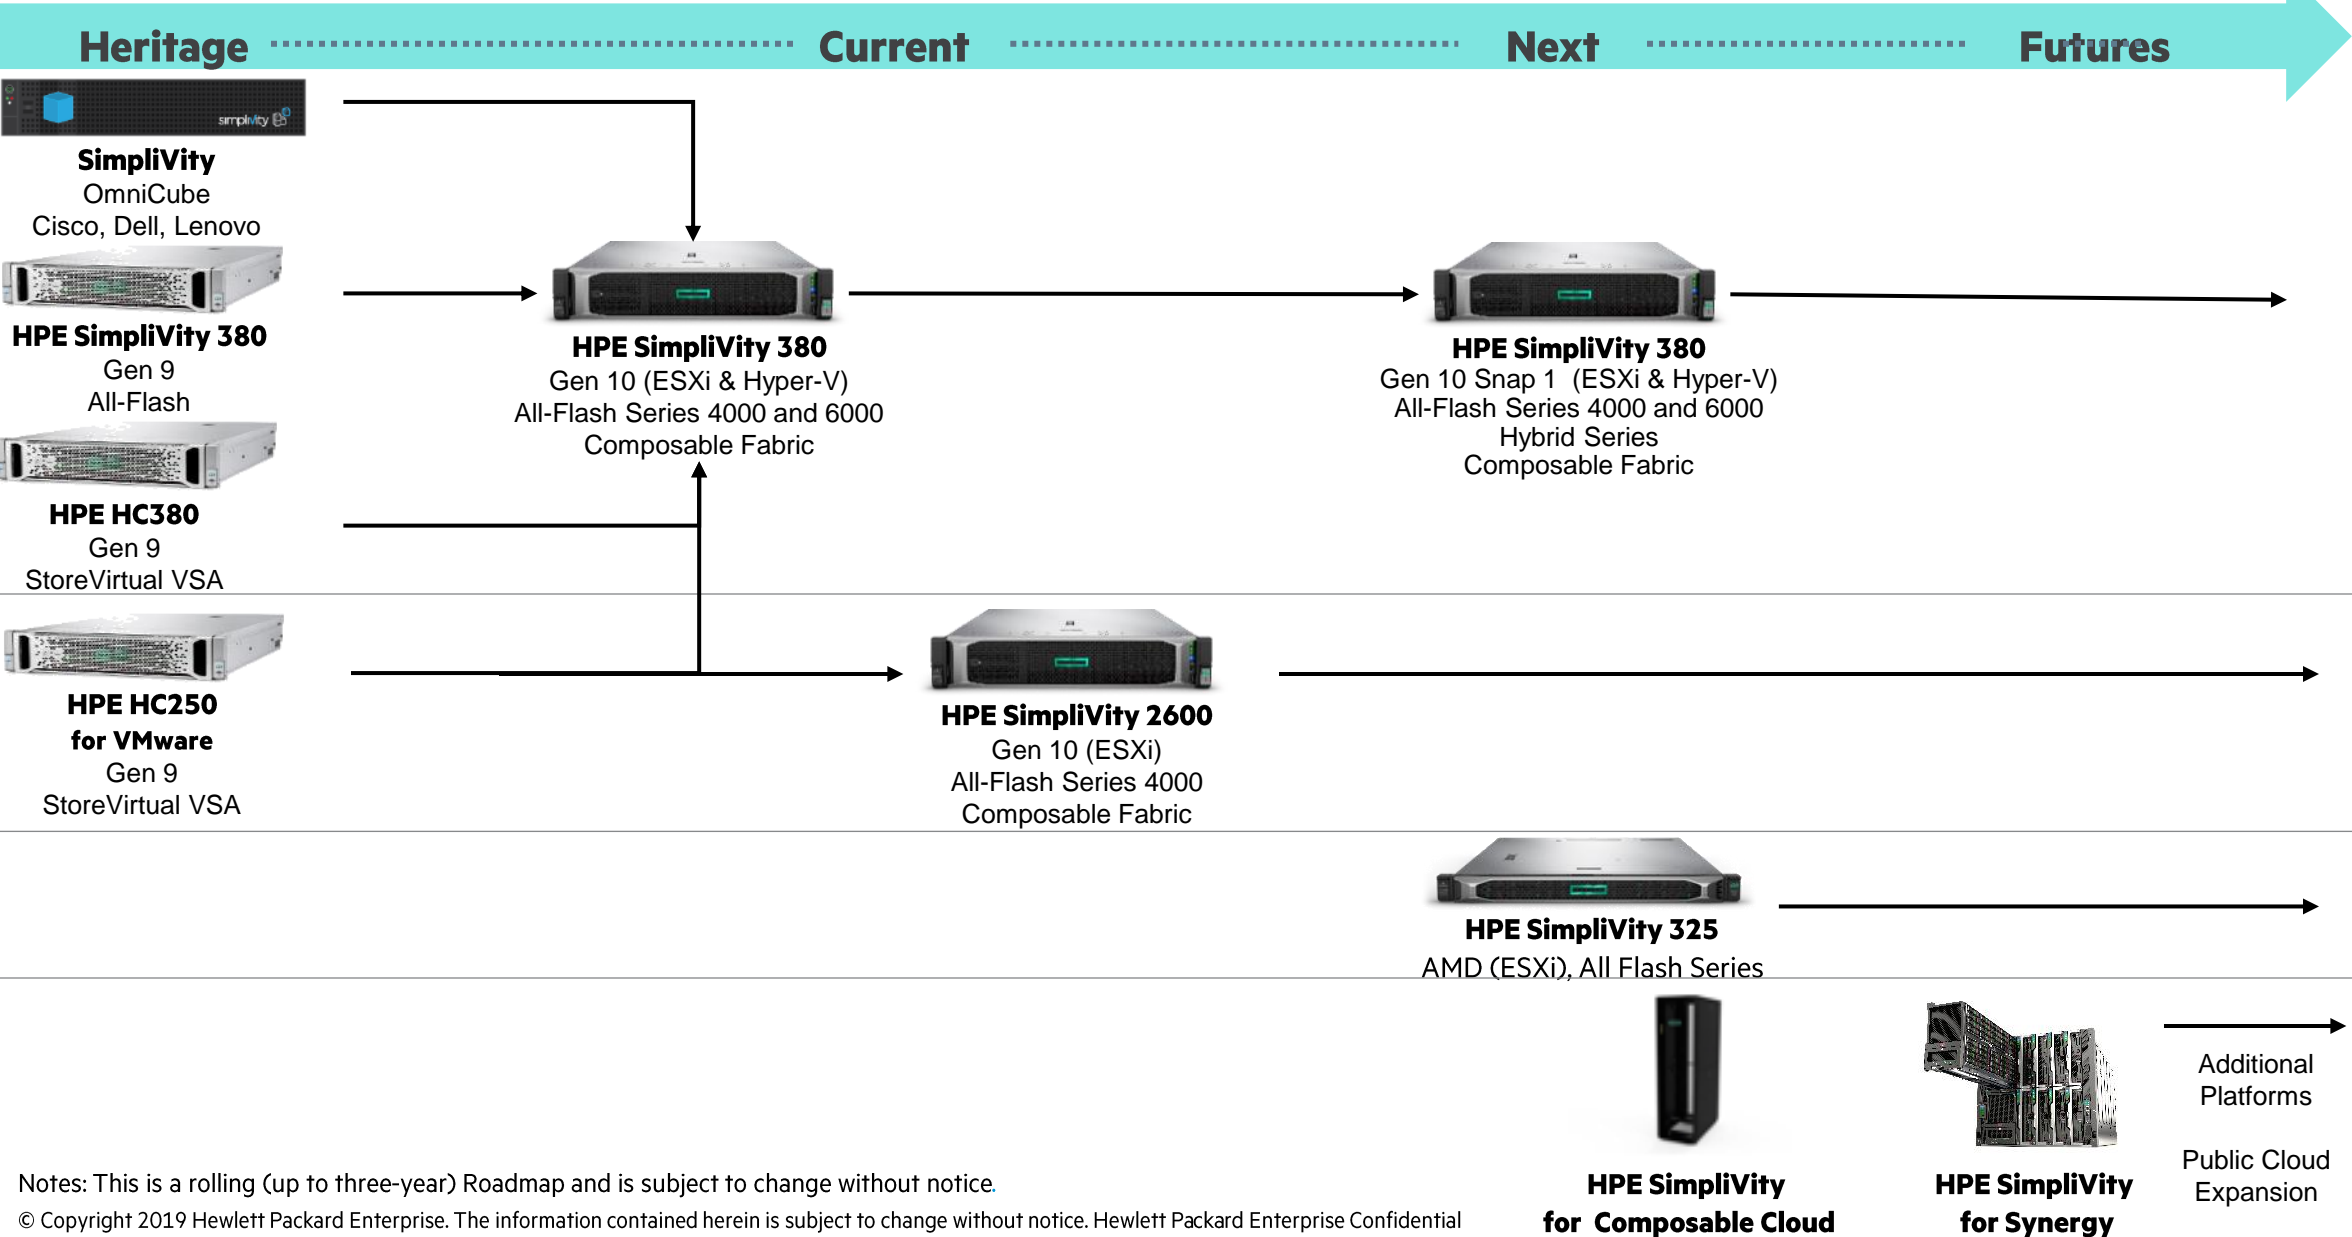 Heritage
Current
Next
Futures
simplivity
SimpliVity
OmniCube
Cisco, Dell, Lenovo
HPE SimpliVity 380
Gen 9
All-Flash
HPE SimpliVity 380
Gen 10 (ESXi & Hyper-V)
All-Flash Series 4000 and 6000
Composable Fabric
HPE SimpliVity 380
Gen 10 Snap 1 (ESXi & Hyper-V)
All-Flash Series 4000 and 6000
Hybrid Series
Composable Fabric
HPE HC380
Gen 9
StoreVirtual VSA
HPE HC250
for VMware
Gen 9
StoreVirtual VSA
HPE SimpliVity 2600
Gen 10 (ESXi)
All-Flash Series 4000
Composable Fabric
HPE SimpliVity 325
AMD (ESXi), All Flash Series
HPE SimpliVity
for Composable Cloud
HPE SimpliVity
for Synergy
Additional
Platforms
Public Cloud
Expansion
Notes: This is a rolling (up to three-year) Roadmap and is subject to change without notice.
© Copyright 2019 Hewlett Packard Enterprise. The information contained herein is subject to change without notice. Hewlett Packard Enterprise Confidential